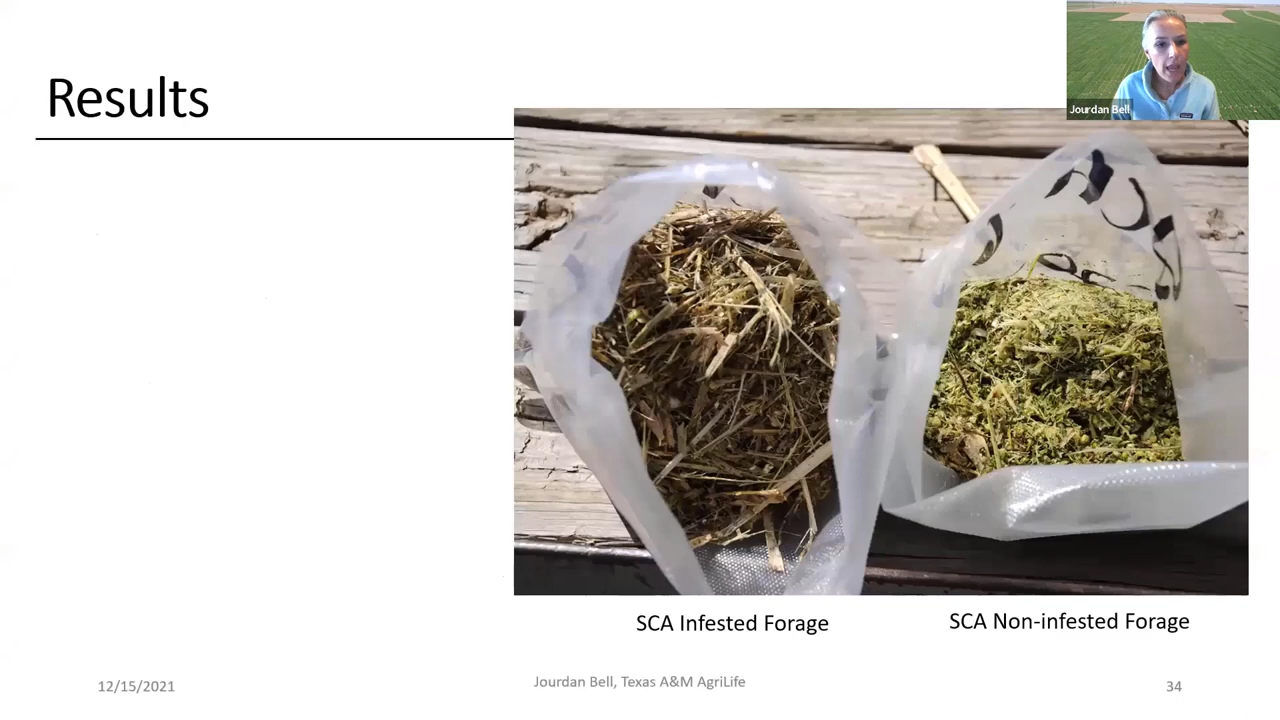 Jourdan Bell
Results
SCA Infested Forage
SCA Non-infested Forage
12/15/2021
Jourdan Bell, Texas A&M AgriLife
34